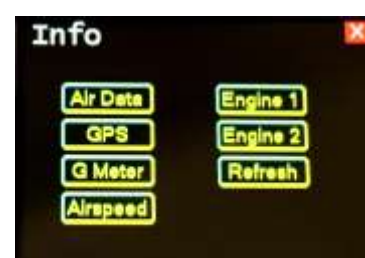 Info
X
Air Data
Engine 1
GPS
Engine 2
G Meter
Refresh
Airspeed